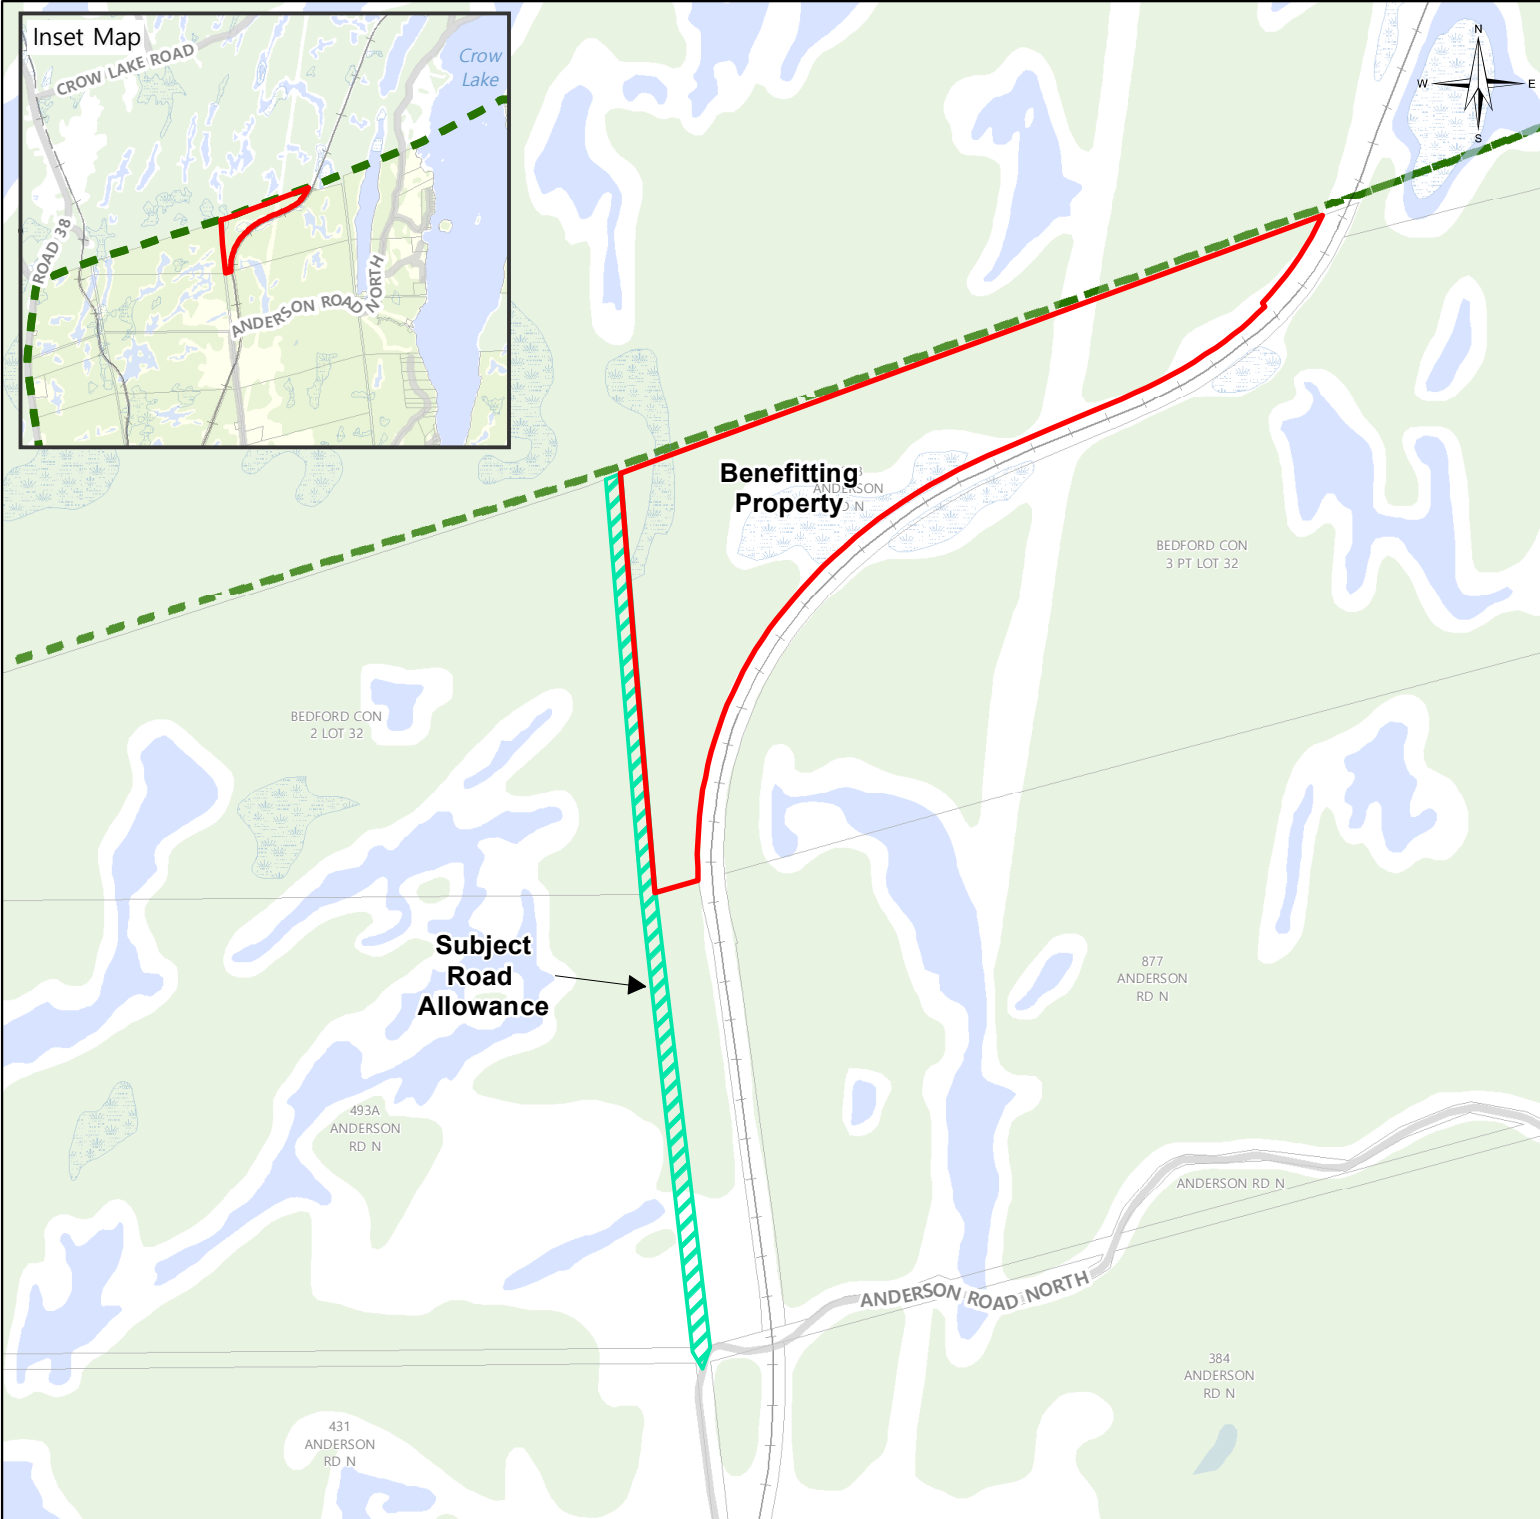 Inset Map
CROW LAKE ROAD
Crow
Lake
ROAD 38
ANDERSON ROAD
NORTH
N
W
E
S
Benefitting
Property
ANDERSON
RD N
BEDFORD CON
3 PT LOT 32
BEDFORD CON
2 LOT 32
Subject
Road
Allowance
877
ANDERSON
RD N
493A
ANDERSON
RD N
ANDERSON RD N
ANDERSON ROAD NORTH
384
ANDERSON
RD N
431
ANDERSON
RD N